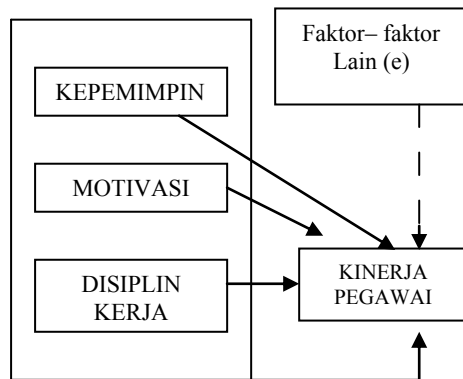 Faktor– faktor
Lain (e)
KEPEMIMPIN
MOTIVASI
DISIPLIN
KERJA
KINERJA
PEGAWAI